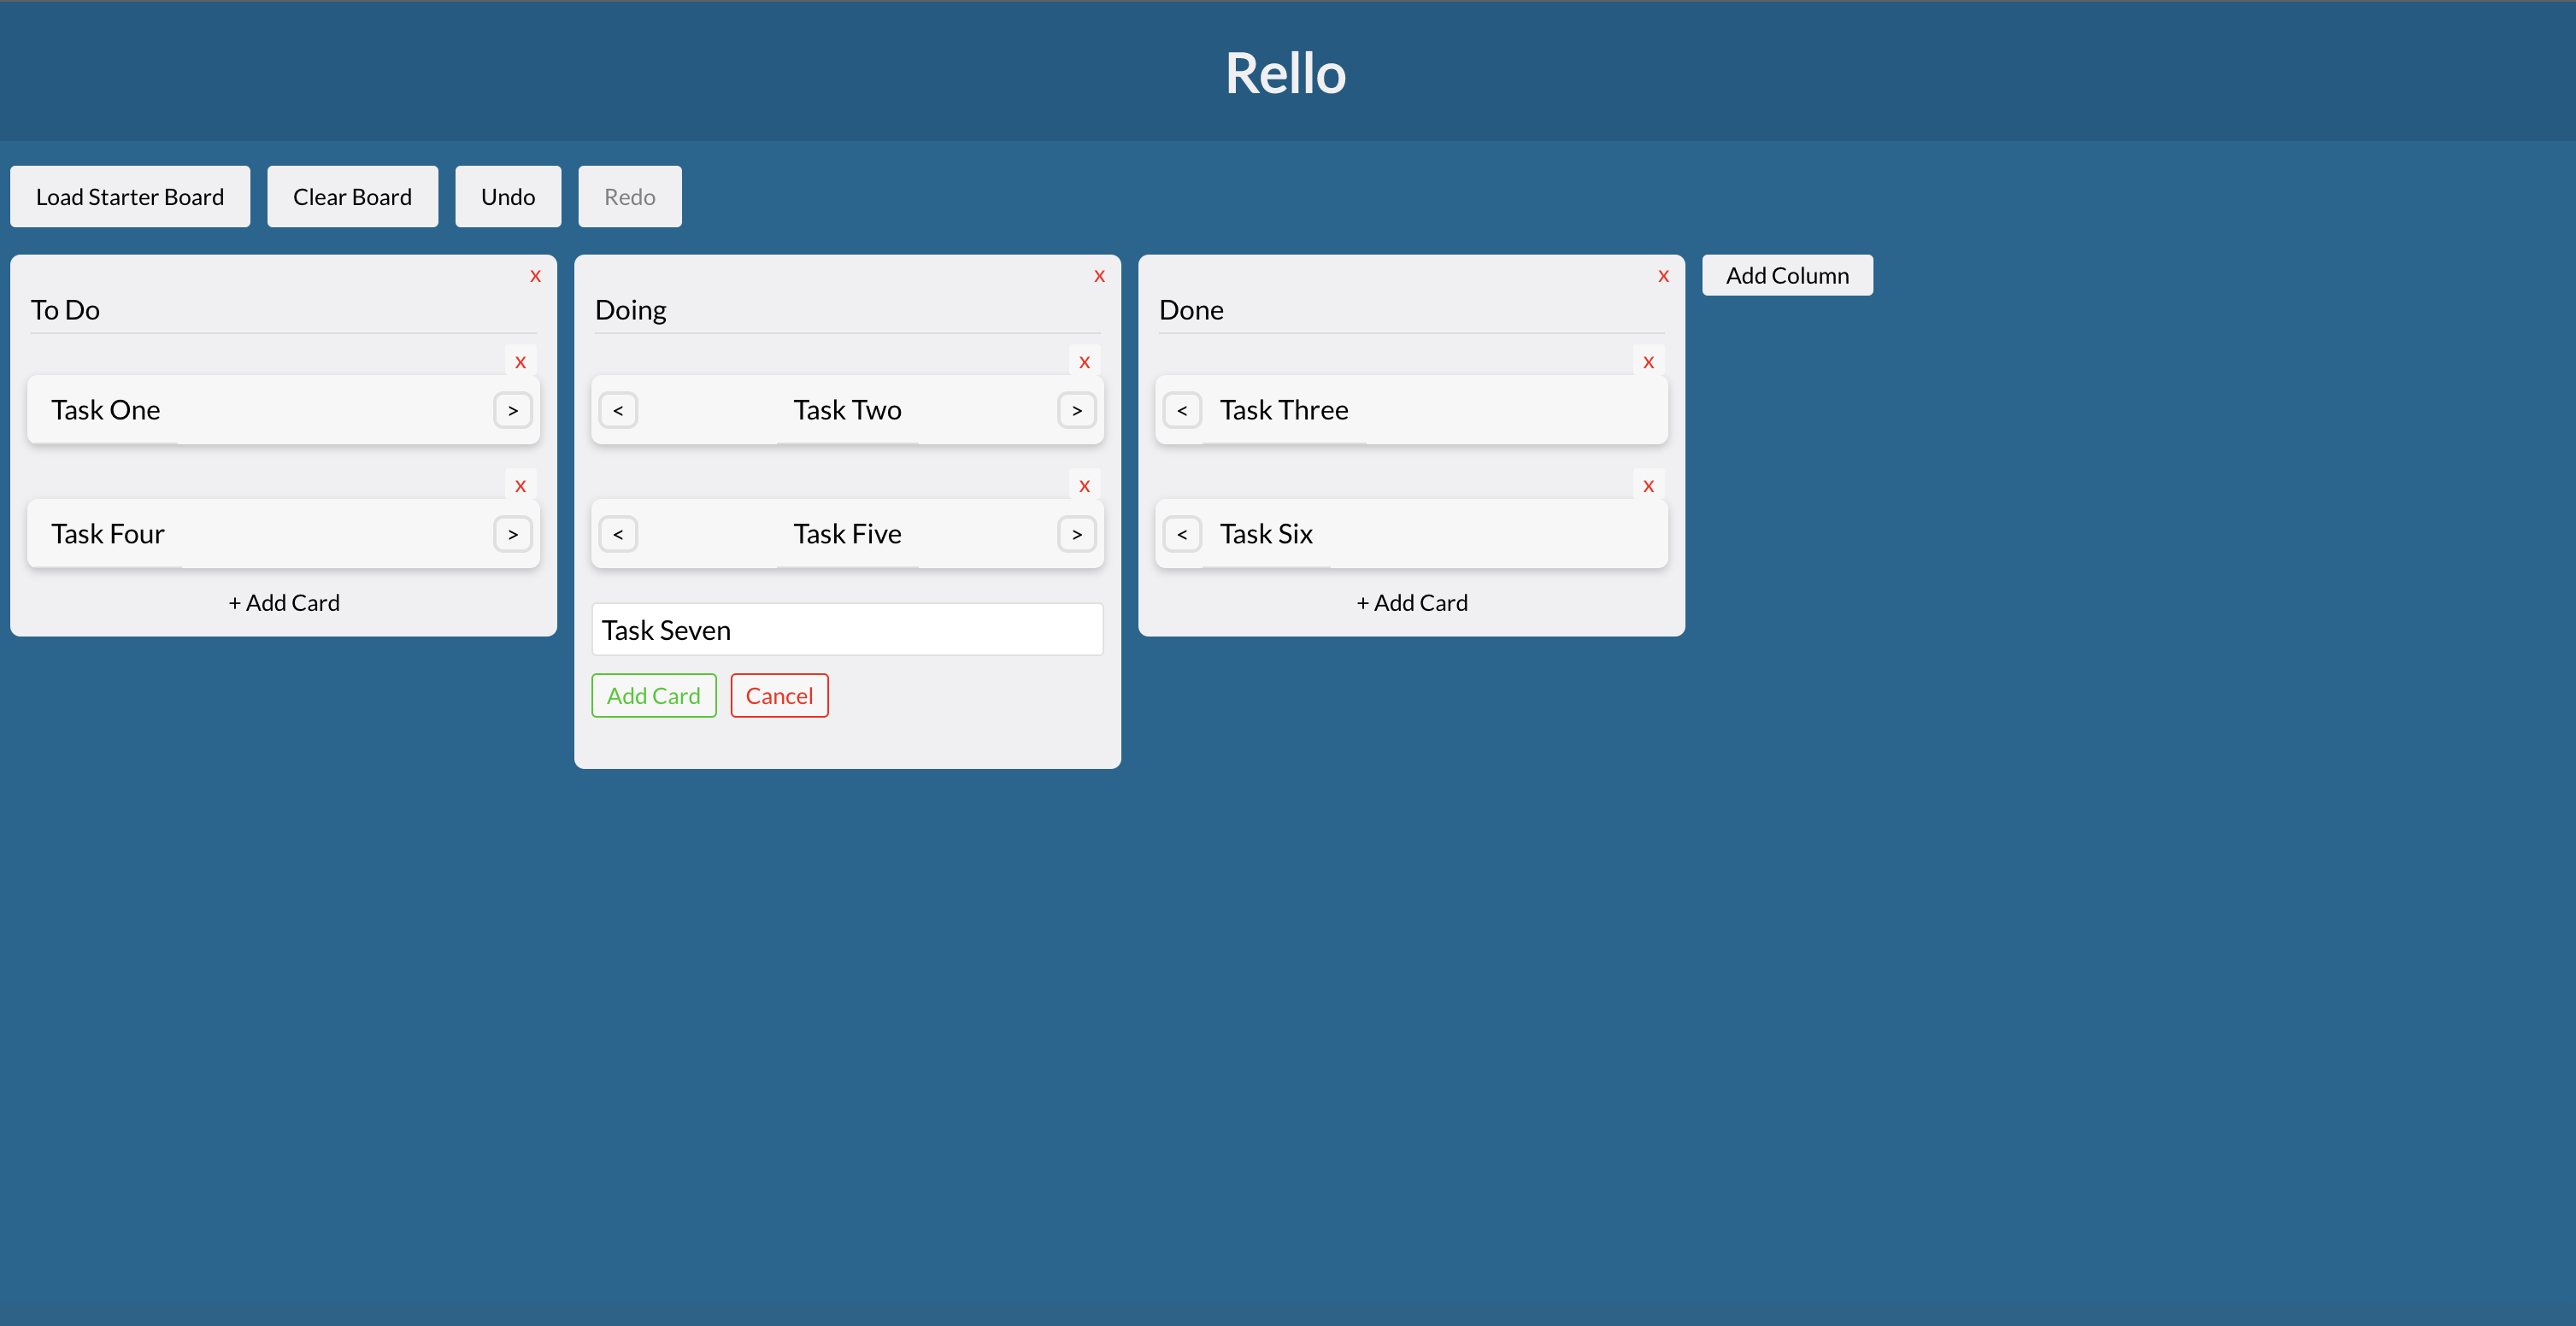 Rello
Load Starter Board
Clear Board
Undo
Redo
x
To Do
x
Task One
>
x
Task Four
>
+ Add Card
x
Doing
x
<
Task Two
>
x
<
Task Five
>
Task Seven
Add Card
Cancel
x
Done
x
<
Task Three
x
<
Task Six
+ Add Card
Add Column